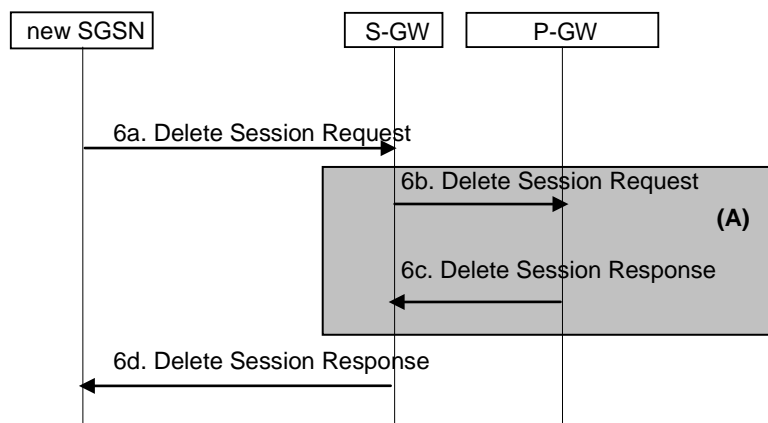 new SGSN
S-GW
P-GW
6a. Delete Session Request
6b. Delete Session Request
(A)
6c. Delete Session Response
6d. Delete Session Response